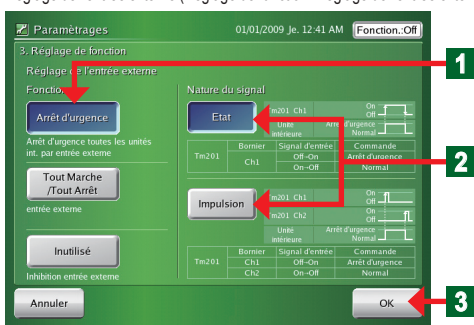 Paramètrages
01/01/2009 Je. 12:41 AM
Fonction.:Off
3. Réglage de fonction
Réglage de l'entrée externe
Fonction
Nature du signal
1
Arrêt d'urgence
Arrêt d'urgence toutes les unités
int. par entrée externe
Etat
Tm201 Ch1
On
Off
Unité
intérieure
Arrêt d'urgence
Normal
Bornier
Signal d'entrée
Commande
Tm201
Ch1
Off-On
Arrêt d'urgence
On-Off
Normal
2
Tout Marche
/Tout Arrêt
entrée externe
Impulsion
Tm201 Ch1
On
Off
Tm201 Ch2
On
Off
Unité
intérieure
Arrêt d'urgence
Normal
Bornier
Signal d'entrée
Commande
Tm201
Ch1
Off-On
Arrêt d'urgence
Ch2
On-Off
Normal
Inutilisé
Inhibition entrée externe
Annuler
OK
3